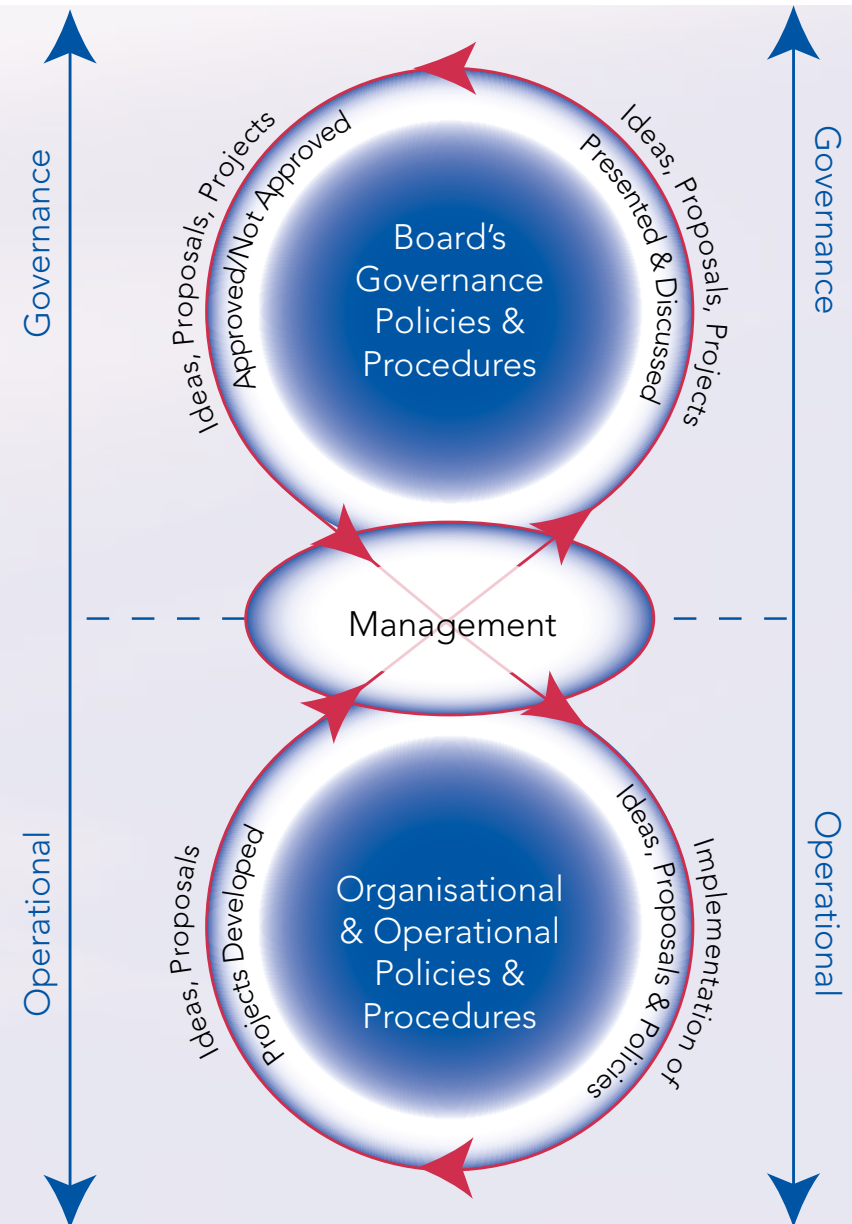 Governance
Ideas, Proposals, Projects
Approved/Not Approved
Board's
Governance
Policies &
Procedures
Ideas, Proposals, Projects
Presented & Discussed
Governance
Management
Operational
Ideas, Proposals
Projects Developed
Organisational
& Operational
Policies &
Procedures
Implementation of
Ideas, Proposals & Policies
Operational